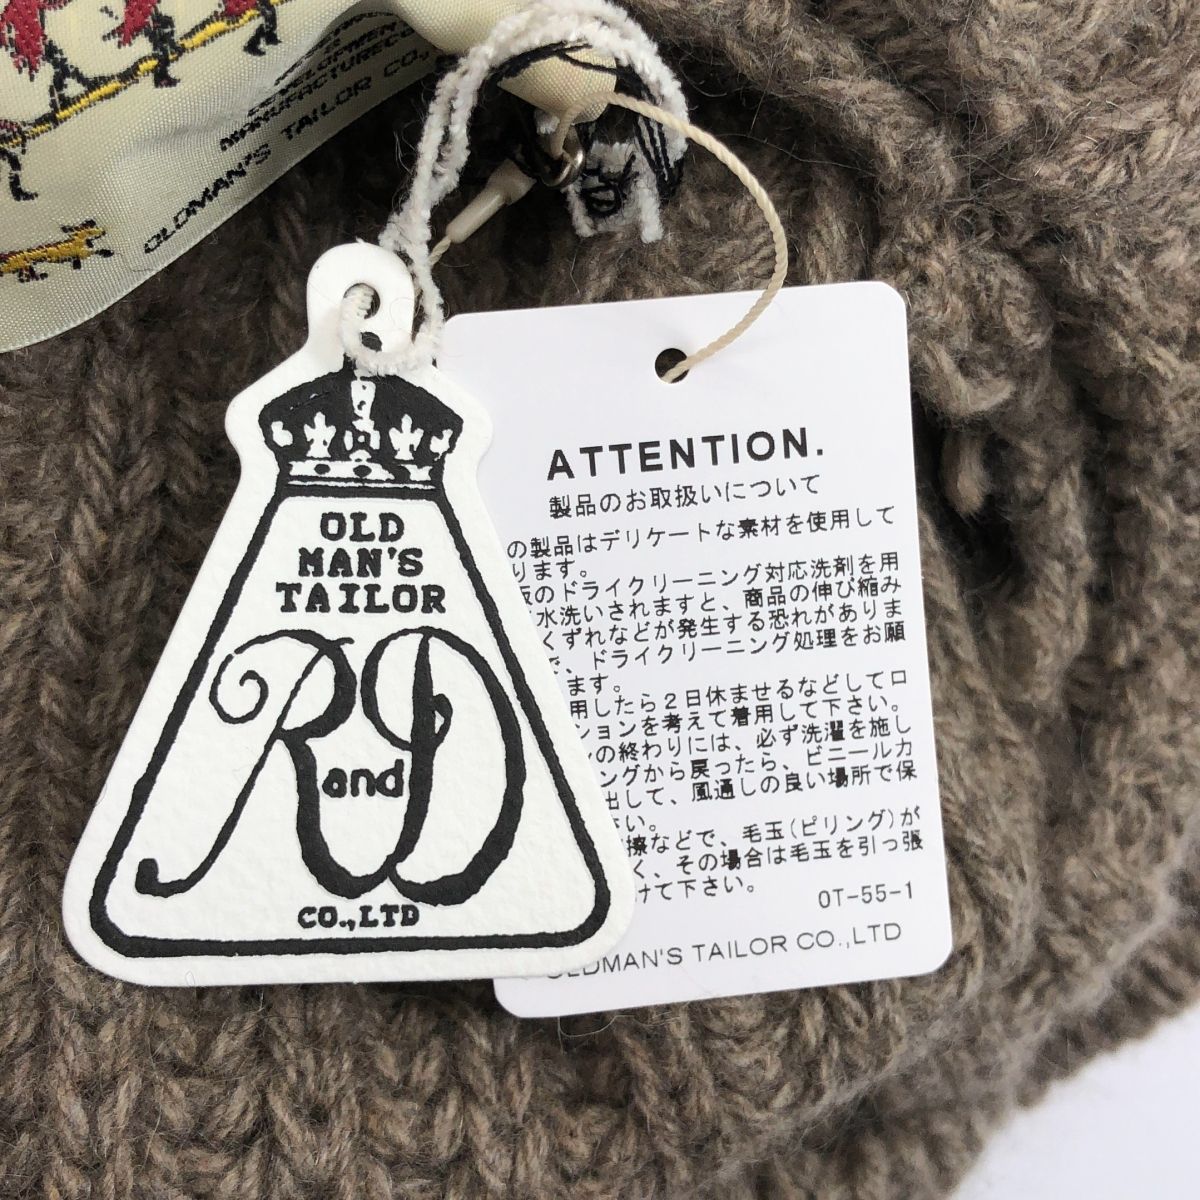 DEVELOPMENT
MANUFACTURECD
TAILOR CO.,
OLDMAN'S
OLD
MAN'S
TAILOR
R and D
CO.,LTD
ATTENTION.
製品のお取扱いについて
の製品はデリケートな素材を使用して
ります。
のドライクリーニング対応洗剤を用
水洗いされますと、商品の伸び縮み
くずれなどが発生する恐れがありま
で、ドライクリーニング処理をお願
ます。
用したら2日休ませるなどしてロ
ションを考えて着用して下さい。
の終わりには、必ず洗濯を施し
ングから戻ったら、ビニールカ
出して、風通しの良い場所で保
さい。
擦などで、毛玉(ピリング)が
く、その場合は毛玉を引っ張
けて下さい。
OT-55-1
OLDMAN'S TAILOR CO.,LTD